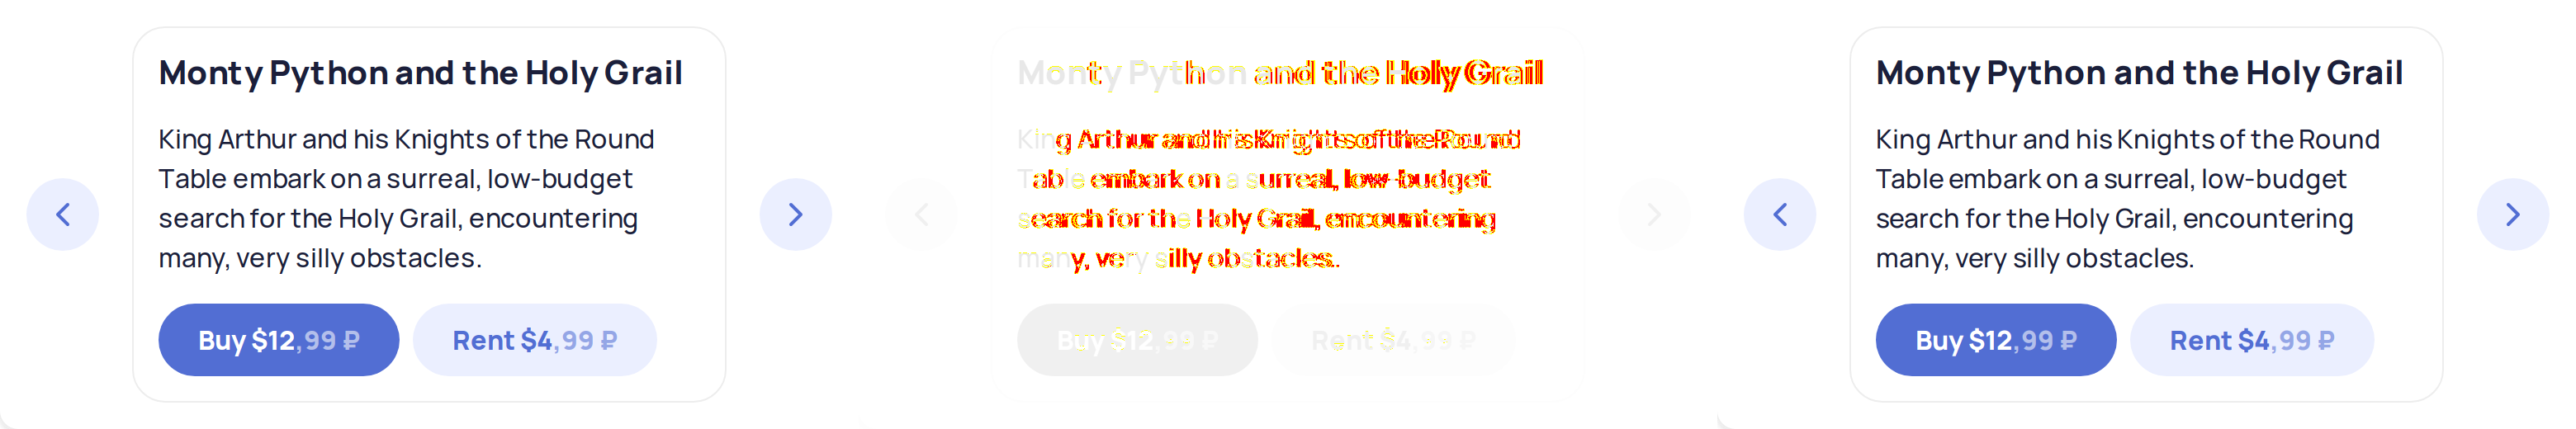 Monty Python and the Holy Grail
King Arthur and his Knights of the Round
Table embark on a surreal, low-budget
search for the Holy Grail, encountering
many, very silly obstacles.
Buy $12,99 ₽
Rent $4,99 ₽
Monty Python and the Holy Grail
King Arthur and his Knights of the Round
Table embark on a surreal, low-budget
search for the Holy Grail, encountering
many, very silly obstacles.
Buy $12,99 ₽
Rent $4,99 ₽
Monty Python and the Holy Grail
King Arthur and his Knights of the Round
Table embark on a surreal, low-budget
search for the Holy Grail, encountering
many, very silly obstacles.
Buy $12,99 ₽
Rent $4,99 ₽